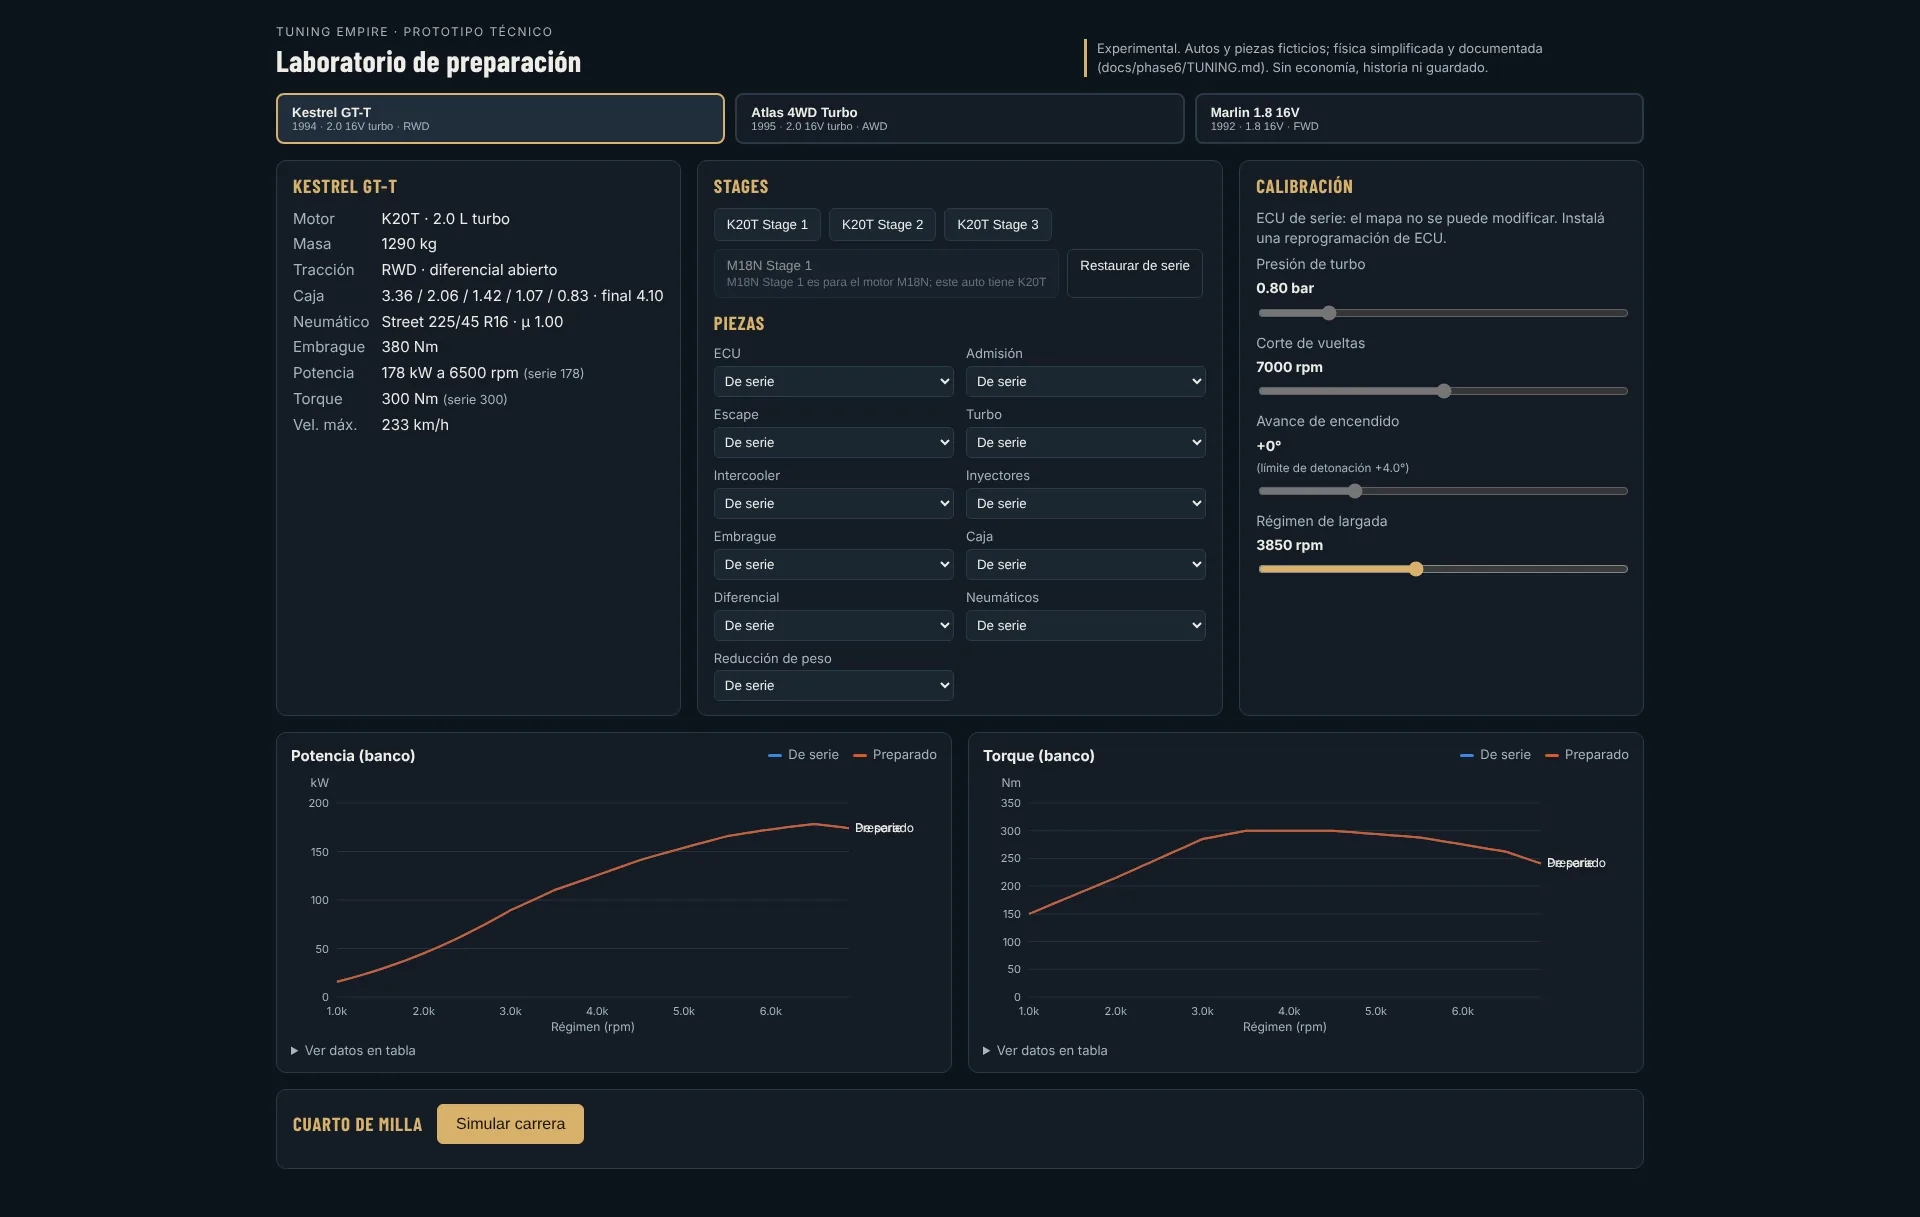 TUNING EMPIRE · PROTOTIPO TÉCNICO
Laboratorio de preparación
Experimental. Autos y piezas ficticios; física simplificada y documentada
(docs/phase6/TUNING.md). Sin economía, historia ni guardado.
Kestrel GT-T
1994 · 2.0 16V turbo · RWD
Atlas 4WD Turbo
1995 · 2.0 16V turbo · AWD
Marlin 1.8 16V
1992 · 1.8 16V · FWD
KESTREL GT-T
Motor K20T · 2.0 L turbo
Masa 1290 kg
Tracción RWD · diferencial abierto
Caja 3.36 / 2.06 / 1.42 / 1.07 / 0.83 · final 4.10
Neumático Street 225/45 R16 · µ 1.00
Embrague 380 Nm
Potencia 178 kW a 6500 rpm (serie 178)
Torque 300 Nm (serie 300)
Vel. máx. 233 km/h
STAGES
K20T Stage 1 K20T Stage 2 K20T Stage 3
M18N Stage 1
M18N Stage 1 es para el motor M18N; este auto tiene K20T
Restaurar de serie
PIEZAS
ECU Admisión
De serie De serie
Escape Turbo
De serie De serie
Intercooler Inyectores
De serie De serie
Embrague Caja
De serie De serie
Diferencial Neumáticos
De serie De serie
Reducción de peso
De serie
CALIBRACIÓN
ECU de serie: el mapa no se puede modificar. Instalá
una reprogramación de ECU.
Presión de turbo
0.80 bar
Corte de vueltas
7000 rpm
Avance de encendido
+0°
(límite de detonación +4.0°)
Régimen de largada
3850 rpm
Potencia (banco) De serie Preparado
kW
200
150
100
50
0
1.0k 2.0k 3.0k 4.0k 5.0k 6.0k
Régimen (rpm)
De serie
Preparado
Ver datos en tabla
Torque (banco) De serie Preparado
Nm
350
300
250
200
150
100
50
0
1.0k 2.0k 3.0k 4.0k 5.0k 6.0k
Régimen (rpm)
De serie
Preparado
Ver datos en tabla
CUARTO DE MILLA Simular carrera